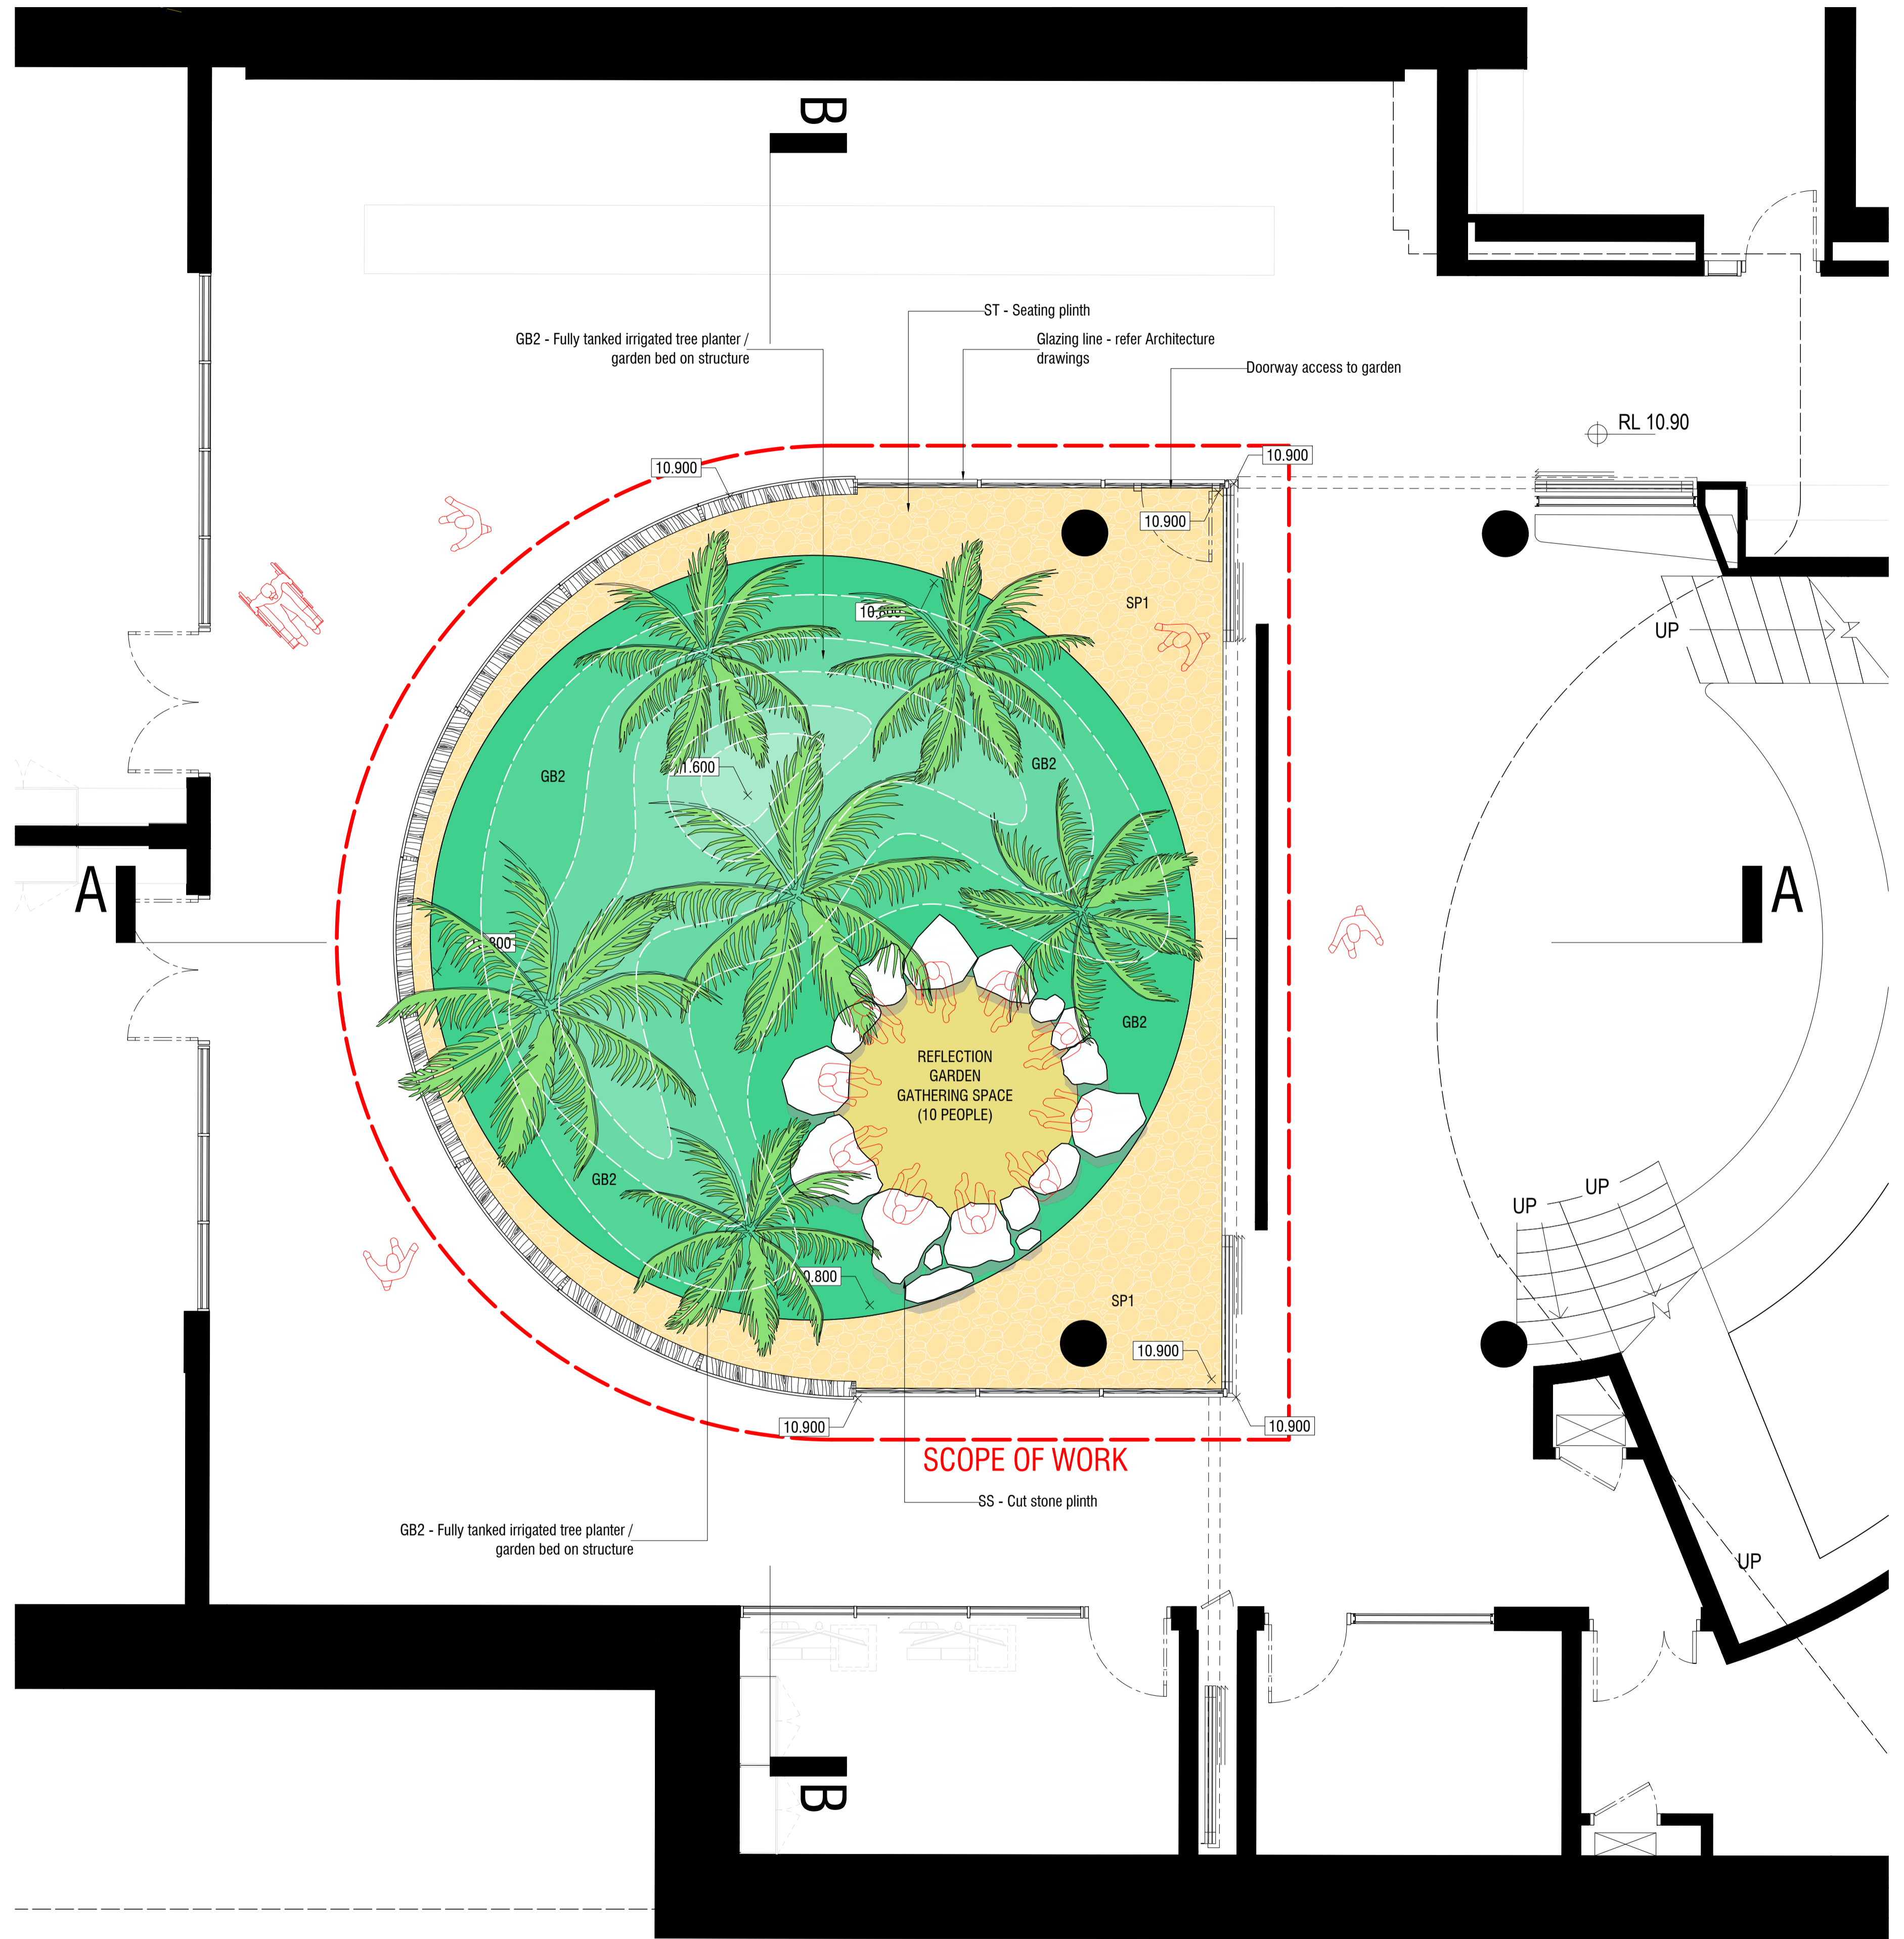 B
ST - Seating plinth
GB2 - Fully tanked irrigated tree planter /
garden bed on structure
Glazing line - refer Architecture
drawings
Doorway access to garden
RL 10.90
10.900
10.900
10.900
SP1
UP
GB2
GB2
A
A
GB2
REFLECTION
GARDEN
GATHERING SPACE
(10 PEOPLE)
GB2
UP
UP
SP1
10.900
10.900
10.900
SCOPE OF WORK
SS - Cut stone plinth
GB2 - Fully tanked irrigated tree planter /
garden bed on structure
UP
B